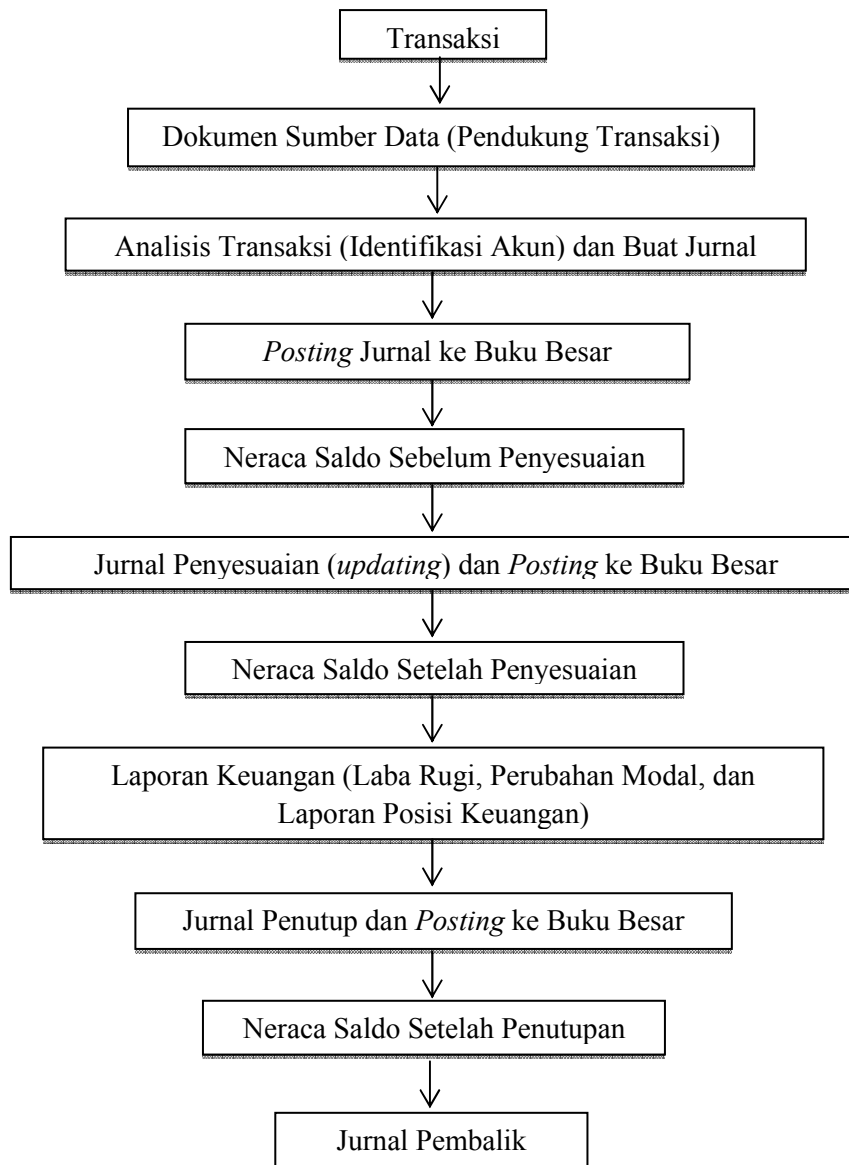 Transaksi
Dokumen Sumber Data (Pendukung Transaksi)
Analisis Transaksi (Identifikasi Akun) dan Buat Jurnal
Posting Jurnal ke Buku Besar
Neraca Saldo Sebelum Penyesuaian
Jurnal Penyesuaian (updating) dan Posting ke Buku Besar
Neraca Saldo Setelah Penyesuaian
Laporan Keuangan (Laba Rugi, Perubahan Modal, dan
Laporan Posisi Keuangan)
Jurnal Penutup dan Posting ke Buku Besar
Neraca Saldo Setelah Penutupan
Jurnal Pembalik